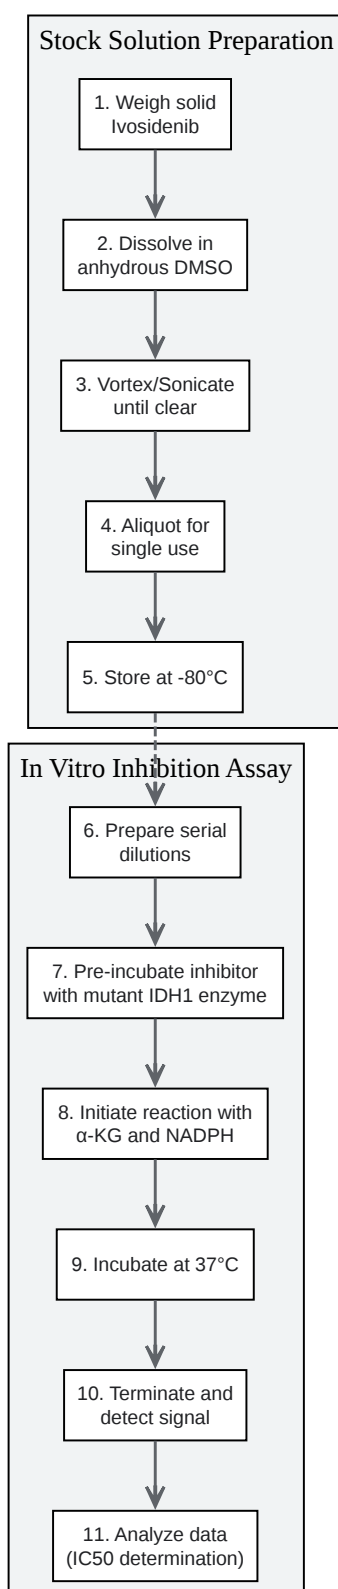 Stock Solution Preparation
1. Weigh solid
Ivosidenib
2. Dissolve in
anhydrous DMSO
3. Vortex/Sonicate
until clear
4. Aliquot for
single use
5. Store at -80°C
In Vitro Inhibition Assay
6. Prepare serial
dilutions
7. Pre-incubate inhibitor
with mutant IDH1 enzyme
8. Initiate reaction with
α-KG and NADPH
9. Incubate at 37°C
10. Terminate and
detect signal
11. Analyze data
(IC50 determination)